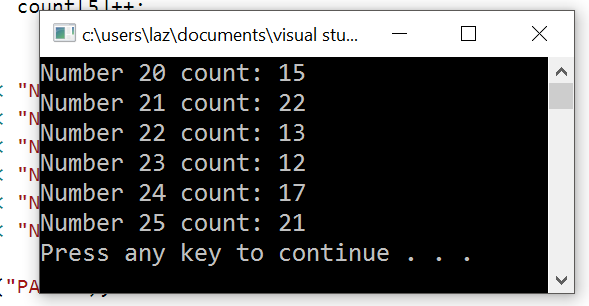 count[5]++;
c:\users\laz\documents\visual stu...
Number 20 count: 15
Number 21 count: 22
< "N
Number 22 count: 13
< "N
Number 23 count: 12
< "N
Number 24 count: 17
< "N
Number 25 count: 21
< "N
Press any key to continue . . .
("PA